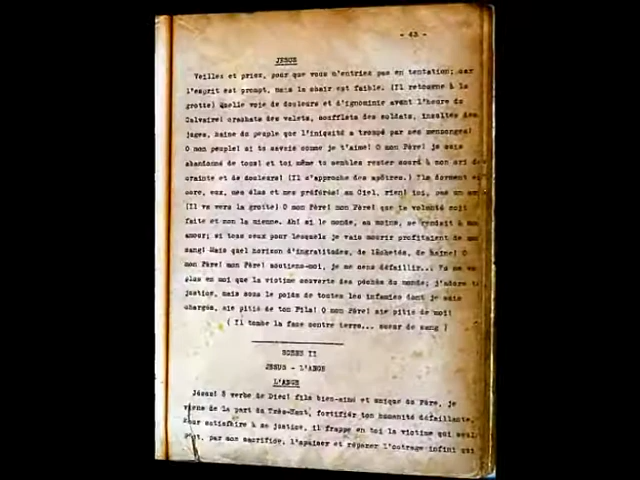 - 43 -
JESUS
Veillez et priez, pour que vous n'entriez pas en tentation; car
l'esprit est prompt, mais la chair est faible. (Il retourne à la
grotte) Quelle voie de douleurs et d'ignominie avant l'heure du
Calvaire! crachats des valets, soufflets des soldats, insultes des
juges, haine du peuple que l'iniquité a trompé par ses mensonges!
O mon peuple! si tu savais comme je t'aime! O mon Père! je suis
abandonné de tous! et toi même tu sembles rester sourd à mon cri de
crainte et de douleurs! (Il s'approche des apôtres.) Ils dorment
core, eux, mes élus et mes préférés! au Ciel, rien! ici, pas un
(Il va vers la grotte) O mon Père! mon Père! que ta volonté soit
faite et non la mienne. Ah! si le monde, au moins, se rendait à mon
amour; si tous ceux pour lesquels je vais mourir profitaient de mon
sang! Mais quel horizon d'ingratitudes, de lâchetés, de haine! O
mon Père! mon Père! soutiens-moi, je me sens défaillir... Tu ne
plus en moi que la victime couverte des péchés du monde; j'adore ta
justice, mais sous le poids de toutes les infamies dont je suis
chargé, aie pitié de ton Fils! O mon Père! aie pitié de moi!
( Il tombe la face contre terre... sueur de sang )
SCENE II
JESUS - L'ANGE
L'ANGE
Jésus! ô verbe de Dieu! fils bien-aimé et unique du Père, je
viens de la part du Très-Haut, fortifier ton humanité défaillante.
Pour satisfaire à sa justice, il frappe en toi la victime qui seule
peut, par son sacrifice, l'apaiser et réparer l'outrage infini qui